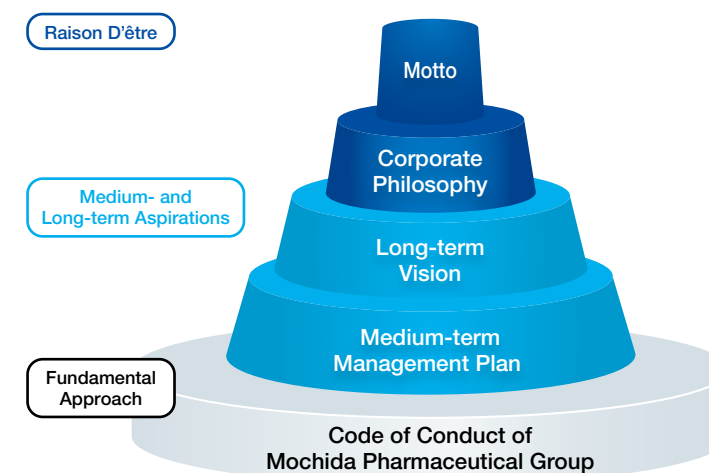 Raison D'être
Motto
Corporate
Philosophy
Medium- and
Long-term Aspirations
Long-term
Vision
Medium-term
Management Plan
Fundamental
Approach
Code of Conduct of
Mochida Pharmaceutical Group